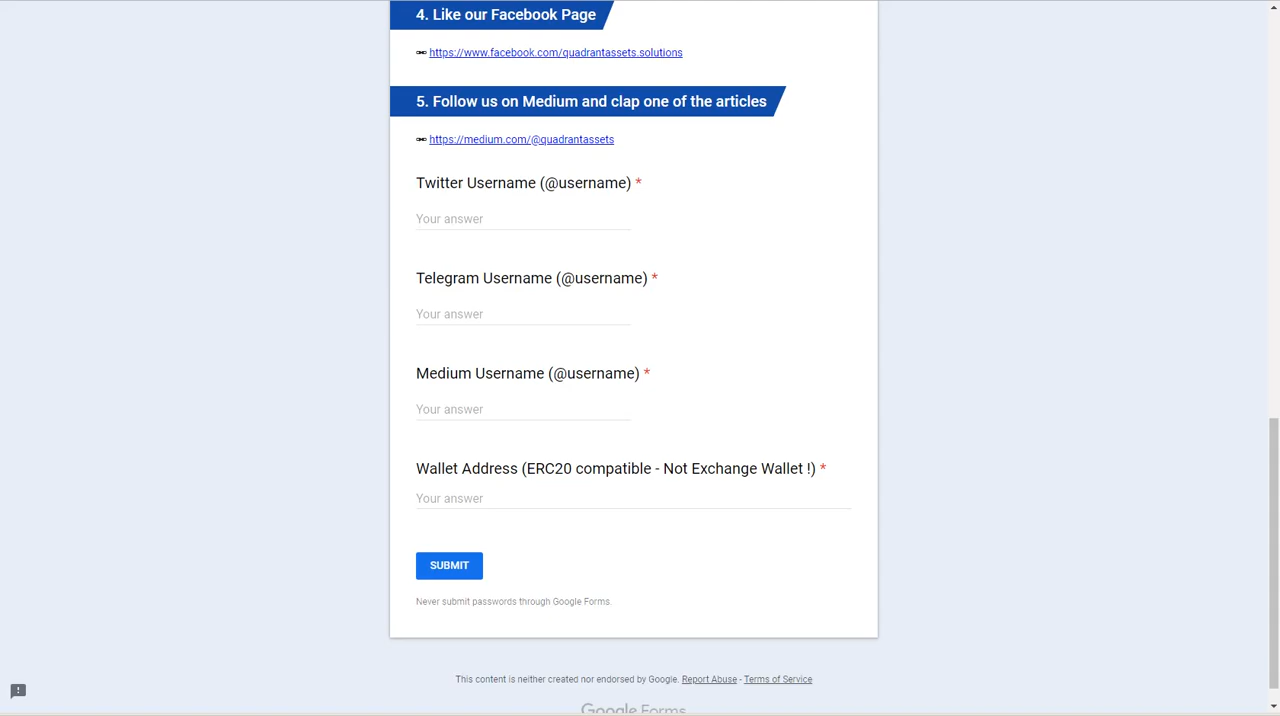 4. Like our Facebook Page
https://www.facebook.com/quadrantassets.solutions
5. Follow us on Medium and clap one of the articles
https://medium.com/@quadrantassets
Twitter Username (@username) *
Your answer
Telegram Username (@username) *
Your answer
Medium Username (@username) *
Your answer
Wallet Address (ERC20 compatible - Not Exchange Wallet !) *
Your answer
SUBMIT
Never submit passwords through Google Forms.
This content is neither created nor endorsed by Google. Report Abuse - Terms of Service
Google Forms